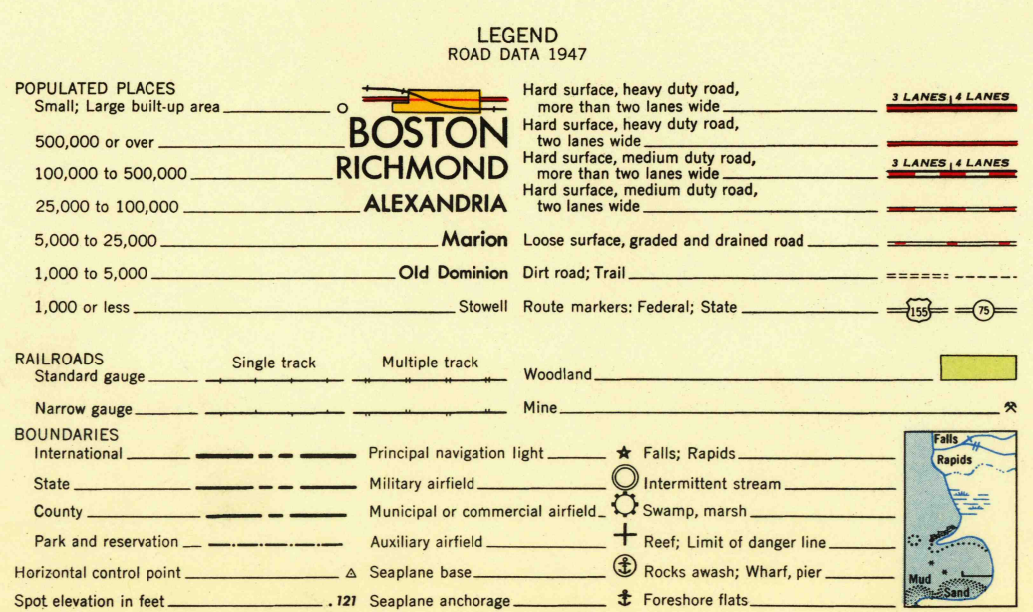 LEGEND
ROAD DATA 1947
POPULATED PLACES
Small; Large built-up area
500,000 or over BOSTON
100,000 to 500,000 RICHMOND
25,000 to 100,000 ALEXANDRIA
5,000 to 25,000 Marion
1,000 to 5,000 Old Dominion
1,000 or less Stowell
Hard surface, heavy duty road,
more than two lanes wide 3 LANES 4 LANES
Hard surface, heavy duty road,
two lanes wide
Hard surface, medium duty road,
more than two lanes wide 3 LANES 4 LANES
Hard surface, medium duty road,
two lanes wide
Loose surface, graded and drained road
Dirt road; Trail
Route markers: Federal; State 155 75
RAILROADS Single track Multiple track
Standard gauge
Narrow gauge
Woodland
Mine
BOUNDARIES
International
State
County
Park and reservation
Horizontal control point
Spot elevation in feet .121
Principal navigation light
Military airfield
Municipal or commercial airfield
Auxiliary airfield
Seaplane base
Seaplane anchorage
Falls; Rapids
Intermittent stream
Swamp, marsh
Reef; Limit of danger line
Rocks awash; Wharf, pier
Foreshore flats
Falls
Rapids
Mud
Sand